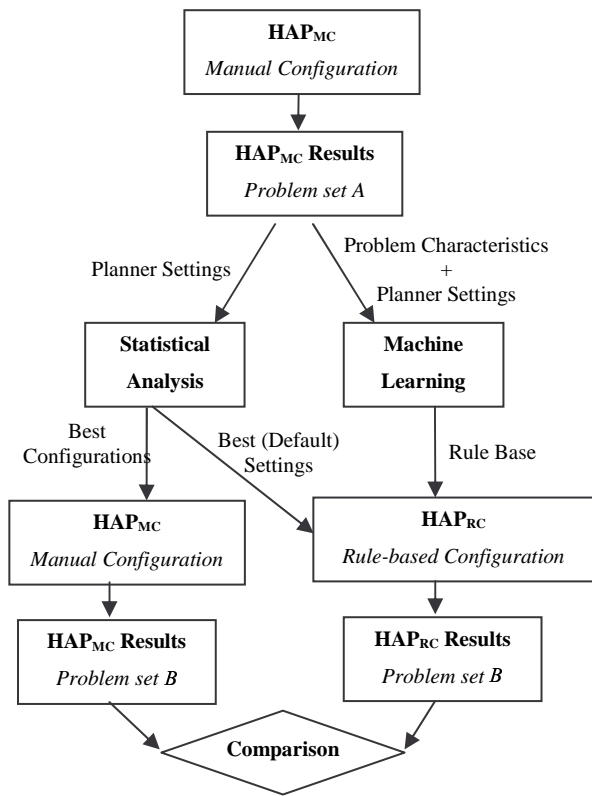 HAPMC
Manual Configuration
HAPMC Results
Problem set A
Planner Settings
Problem Characteristics
+
Planner Settings
Statistical
Analysis
Machine
Learning
Best
Configurations
Best (Default)
Settings
Rule Base
HAPMC
Manual Configuration
HAPRC
Rule-based Configuration
HAPMC Results
Problem set B
HAPRC Results
Problem set B
Comparison